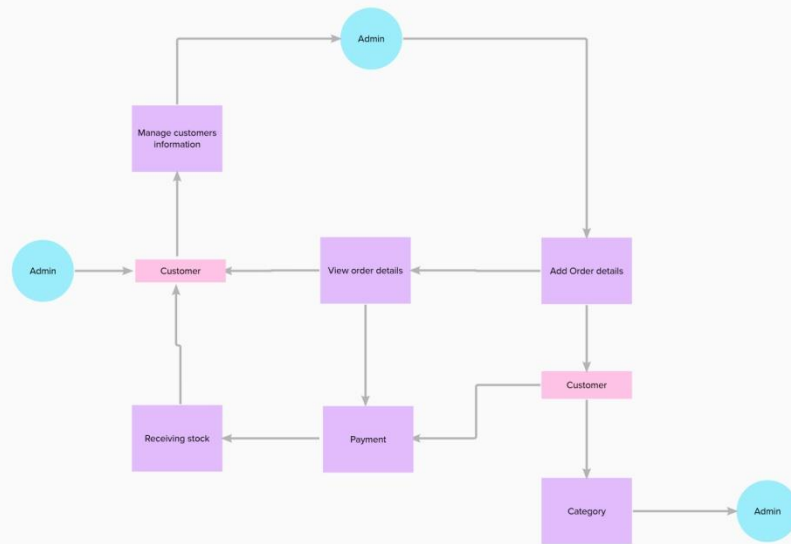 Admin
Manage customers
information
Admin
Customer
View order details
Add Order details
Customer
Receiving stock
Payment
Category
Admin